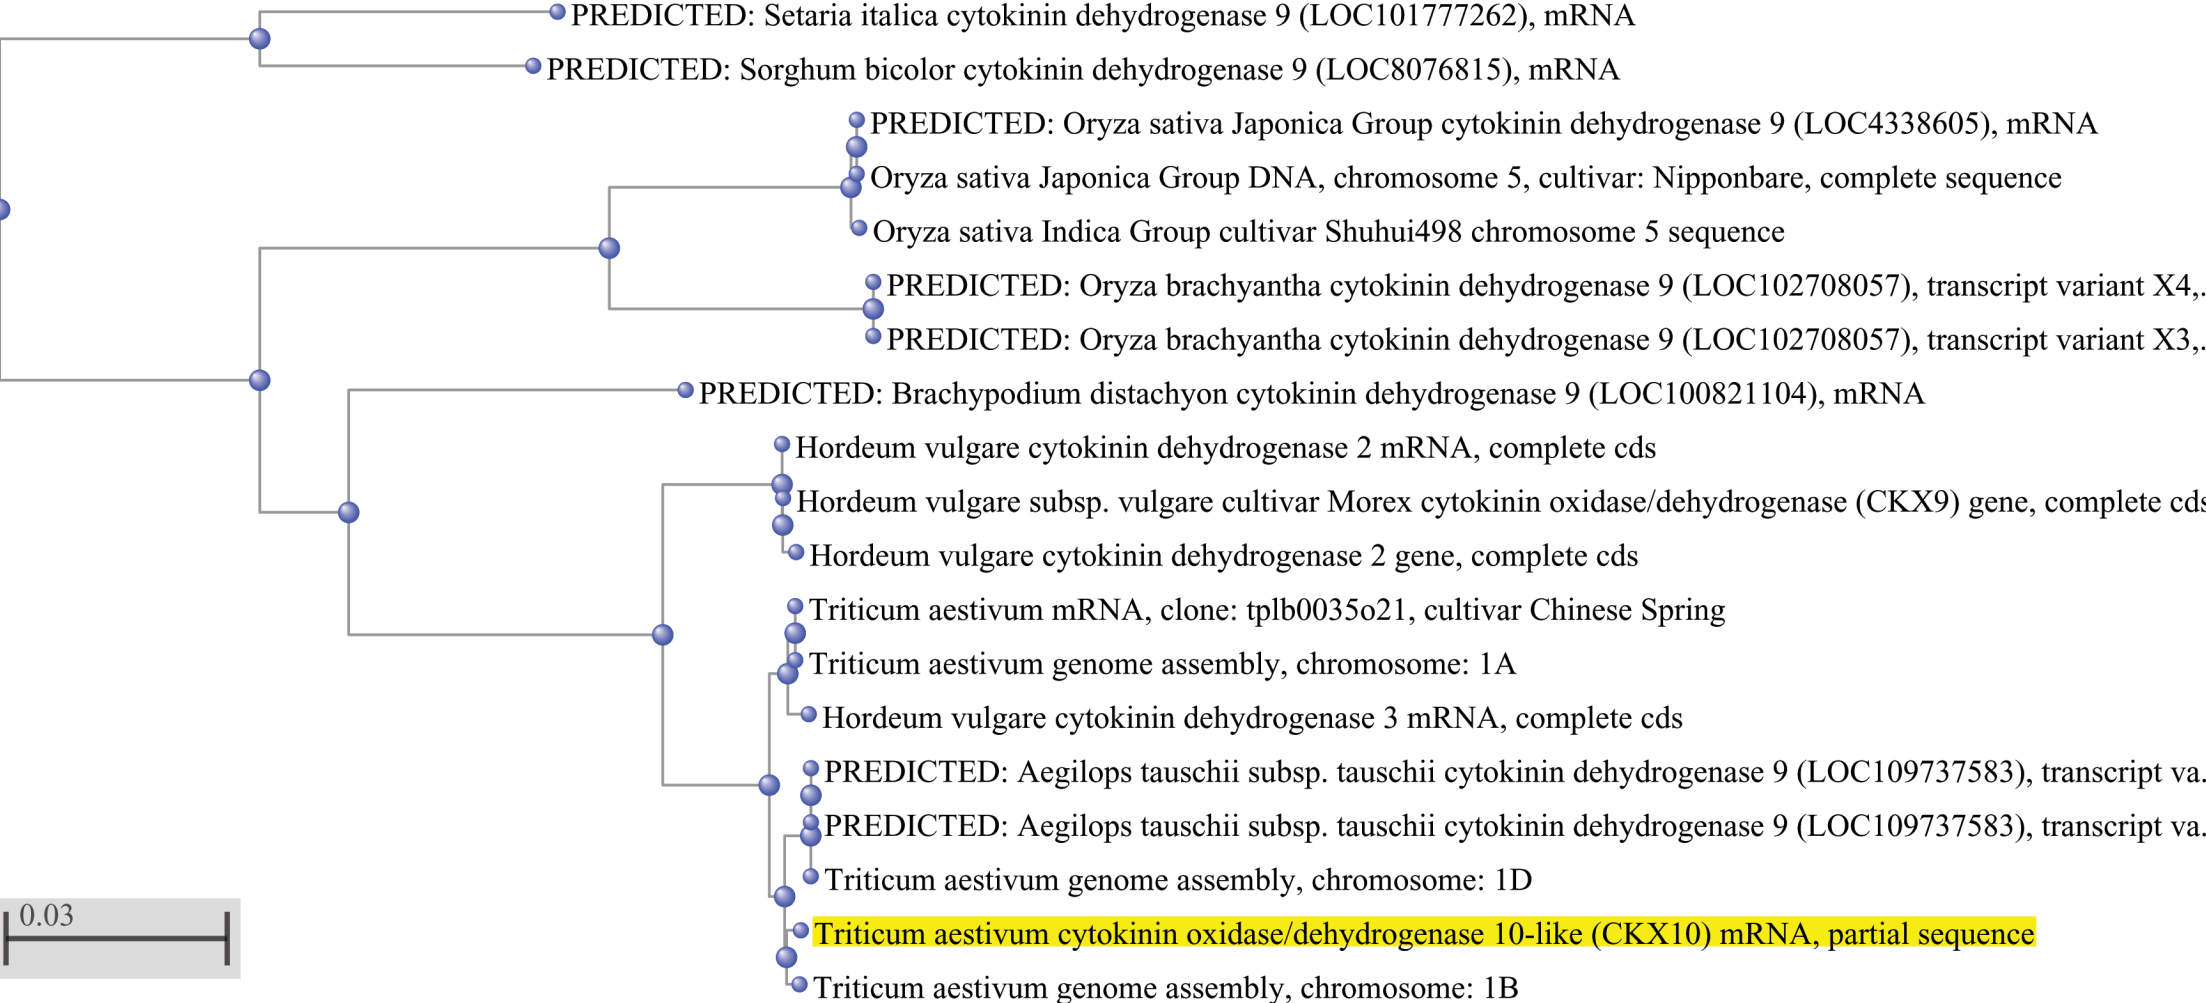 PREDICTED: Setaria italica cytokinin dehydrogenase 9 (LOC101777262), mRNA
PREDICTED: Sorghum bicolor cytokinin dehydrogenase 9 (LOC8076815), mRNA
PREDICTED: Oryza sativa Japonica Group cytokinin dehydrogenase 9 (LOC4338605), mRNA
Oryza sativa Japonica Group DNA, chromosome 5, cultivar: Nipponbare, complete sequence
Oryza sativa Indica Group cultivar Shuhui498 chromosome 5 sequence
PREDICTED: Oryza brachyantha cytokinin dehydrogenase 9 (LOC102708057), transcript variant X4,.
PREDICTED: Oryza brachyantha cytokinin dehydrogenase 9 (LOC102708057), transcript variant X3,.
PREDICTED: Brachypodium distachyon cytokinin dehydrogenase 9 (LOC100821104), mRNA
Hordeum vulgare cytokinin dehydrogenase 2 mRNA, complete cds
Hordeum vulgare subsp. vulgare cultivar Morex cytokinin oxidase/dehydrogenase (CKX9) gene, complete cds
Hordeum vulgare cytokinin dehydrogenase 2 gene, complete cds
Triticum aestivum mRNA, clone: tplb0035o21, cultivar Chinese Spring
Triticum aestivum genome assembly, chromosome: 1A
Hordeum vulgare cytokinin dehydrogenase 3 mRNA, complete cds
PREDICTED: Aegilops tauschii subsp. tauschii cytokinin dehydrogenase 9 (LOC109737583), transcript va.
PREDICTED: Aegilops tauschii subsp. tauschii cytokinin dehydrogenase 9 (LOC109737583), transcript va.
Triticum aestivum genome assembly, chromosome: 1D
0.03
Triticum aestivum cytokinin oxidase/dehydrogenase 10-like (CKX10) mRNA, partial sequence
Triticum aestivum genome assembly, chromosome: 1B